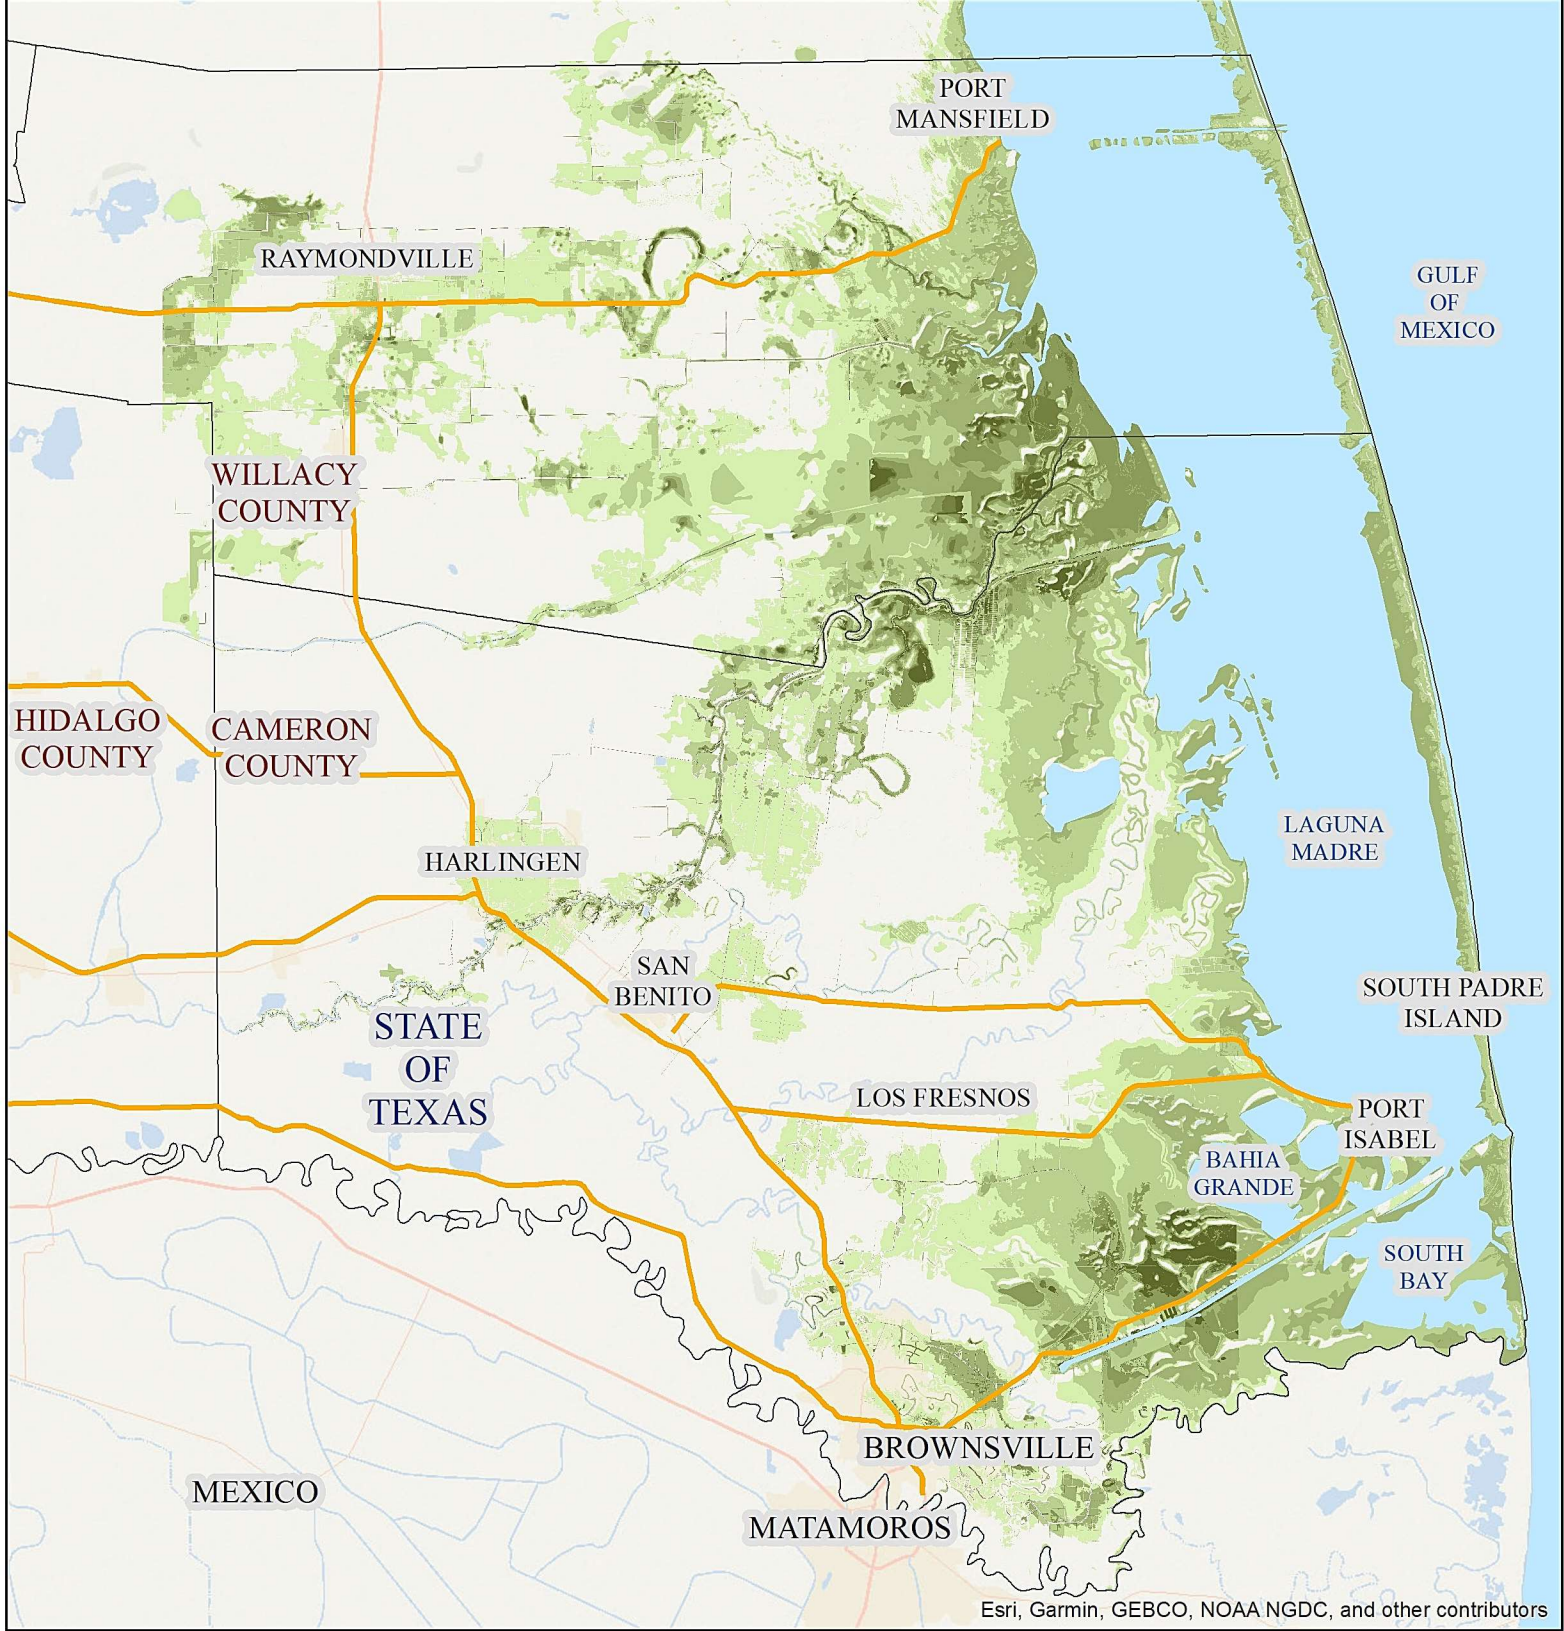 PORT
MANSFIELD
RAYMONDVILLE
GULF
OF
MEXICO
WILLACY
COUNTY
HIDALGO
COUNTY
CAMERON
COUNTY
LAGUNA
MADRE
HARLINGEN
SAN
BENITO
SOUTH PADRE
ISLAND
STATE
OF
TEXAS
LOS FRESNOS
PORT
ISABEL
BAHIA
GRANDE
SOUTH
BAY
BROWNSVILLE
MEXICO
MATAMOROS
Esri, Garmin, GEBCO, NOAA NGDC, and other contributors